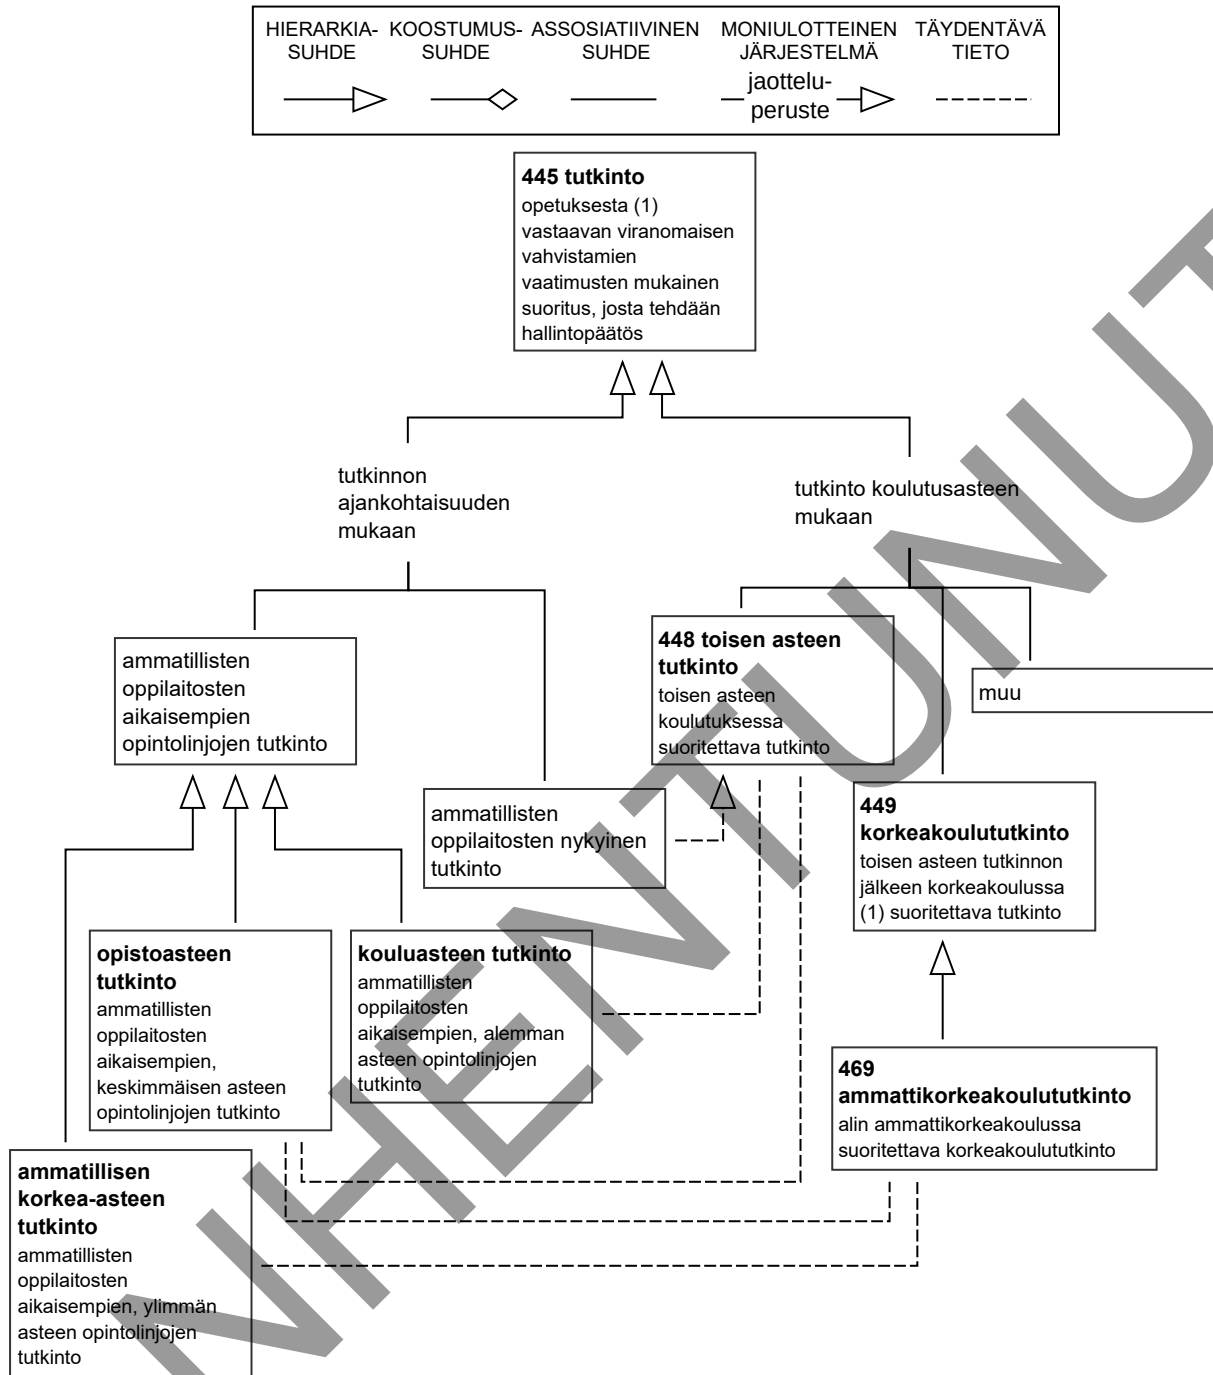 HIERARKIA-
SUHDE
KOOSTUMUS-
SUHDE
ASSOSIATIIVINEN
SUHDE
MONIULOTTEINEN
JÄRJESTELMÄ
TÄYDENTÄVÄ
TIETO
jaottelu-
peruste
445 tutkinto
opetuksesta (1)
vastaavan viranomaisen
vahvistamien
vaatimusten mukainen
suoritus, josta tehdään
hallintopäätös
tutkinnon
ajankohtaisuuden
mukaan
tutkinto koulutusasteen
mukaan
ammatillisten
oppilaitosten
aikaisempien
opintolinjojen tutkinto
448 toisen asteen
tutkinto
toisen asteen
koulutuksessa
suoritettava tutkinto
muu
ammatillisten
oppilaitosten nykyinen
tutkinto
449
korkeakoulututkinto
toisen asteen tutkinnon
jälkeen korkeakoulussa
(1) suoritettava tutkinto
opistoasteen
tutkinto
ammatillisten
oppilaitosten
aikaisempien,
keskimmäisen asteen
opintolinjojen tutkinto
kouluasteen tutkinto
ammatillisten
oppilaitosten
aikaisempien, alemman
asteen opintolinjojen
tutkinto
469
ammattikorkeakoulututkinto
alin ammattikorkeakoulussa
suoritettava korkeakoulututkinto
ammatillisen
korkea-asteen
tutkinto
ammatillisten
oppilaitosten
aikaisempien, ylimmän
asteen opintolinjojen
tutkinto
NHENTUNUT